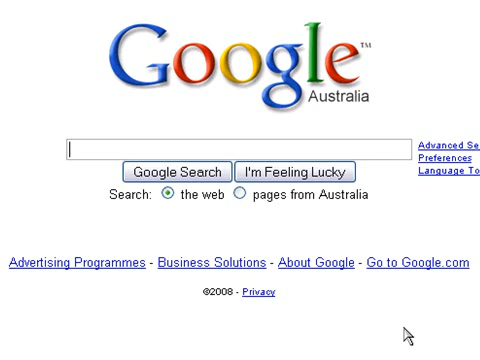 Google™
Australia
Advanced Se
Preferences
Language To
Google Search I'm Feeling Lucky
Search: the web pages from Australia
Advertising Programmes - Business Solutions - About Google - Go to Google.com
©2008 - Privacy